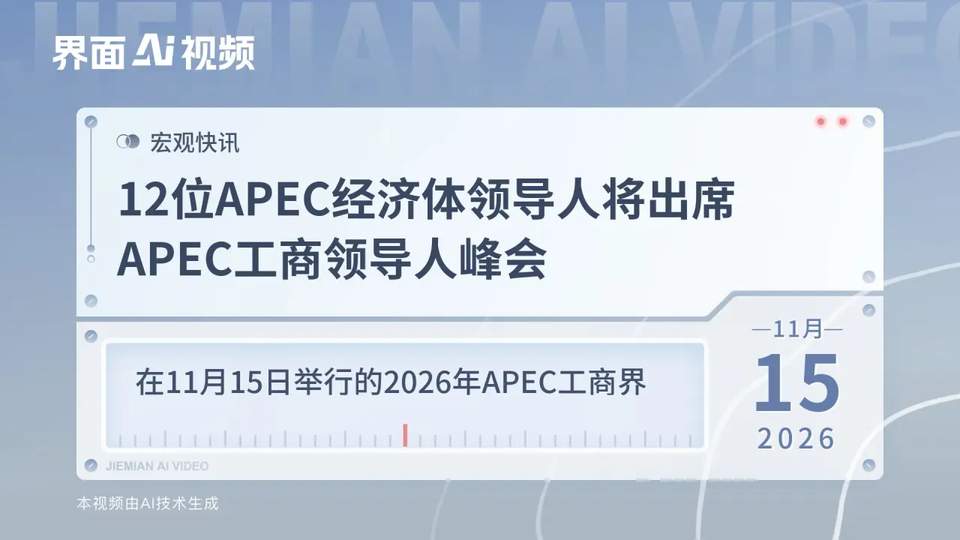 JIEMIAN AI VIDEO
界面Ai视频
宏观快讯
12位APEC经济体领导人将出席
APEC工商领导人峰会
在11月15日举行的2026年APEC工商界
11月
15
2026
JIEMIAN AI VIDEO
本视频由AI技术生成